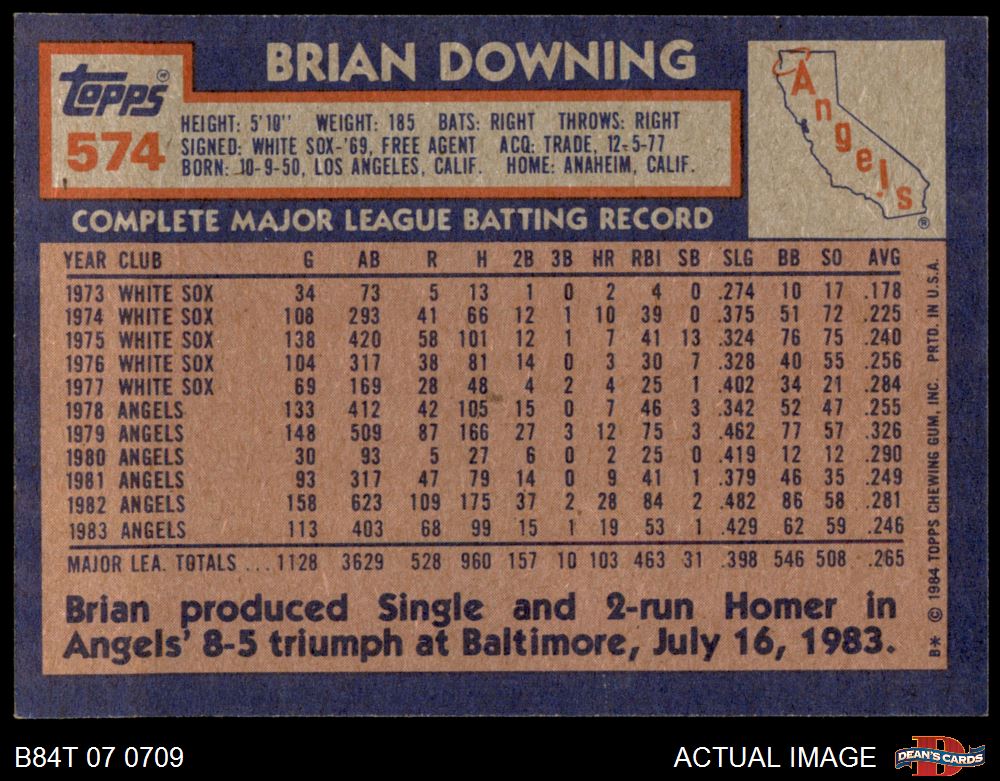 BRIAN DOWNING
Topps®
574
HEIGHT: 5'10" WEIGHT: 185 BATS: RIGHT THROWS: RIGHT
SIGNED: WHITE SOX-'69, FREE AGENT ACQ: TRADE, 12-5-77
BORN: 10-9-50, LOS ANGELES, CALIF. HOME: ANAHEIM, CALIF.
Angels
®
COMPLETE MAJOR LEAGUE BATTING RECORD
YEAR CLUB G AB R H 2B 3B HR RBI SB SLG BB SO AVG
1973 WHITE SOX 34 73 5 13 1 0 2 4 0 .274 10 17 .178
1974 WHITE SOX 108 293 41 66 12 1 10 39 0 .375 51 72 .225
1975 WHITE SOX 138 420 58 101 12 1 7 41 13 .324 76 75 .240
1976 WHITE SOX 104 317 38 81 14 0 3 30 7 .328 40 55 .256
1977 WHITE SOX 69 169 28 48 4 2 4 25 1 .402 34 21 .284
1978 ANGELS 133 412 42 105 15 0 7 46 3 .342 52 47 .255
1979 ANGELS 148 509 87 166 27 3 12 75 3 .462 77 57 .326
1980 ANGELS 30 93 5 27 6 0 2 25 0 .419 12 12 .290
1981 ANGELS 93 317 47 79 14 0 9 41 1 .379 46 35 .249
1982 ANGELS 158 623 109 175 37 2 28 84 2 .482 86 58 .281
1983 ANGELS 113 403 68 99 15 1 19 53 1 .429 62 59 .246
MAJOR LEA. TOTALS ... 1128 3629 528 960 157 10 103 463 31 .398 546 508 .265
Brian produced Single and 2-run Homer in
Angels' 8-5 triumph at Baltimore, July 16, 1983.
B* © 1984 TOPPS CHEWING GUM, INC. PRTD. IN U.S.A.
B84T 07 0709
ACTUAL IMAGE
D
DEAN'S CARDS